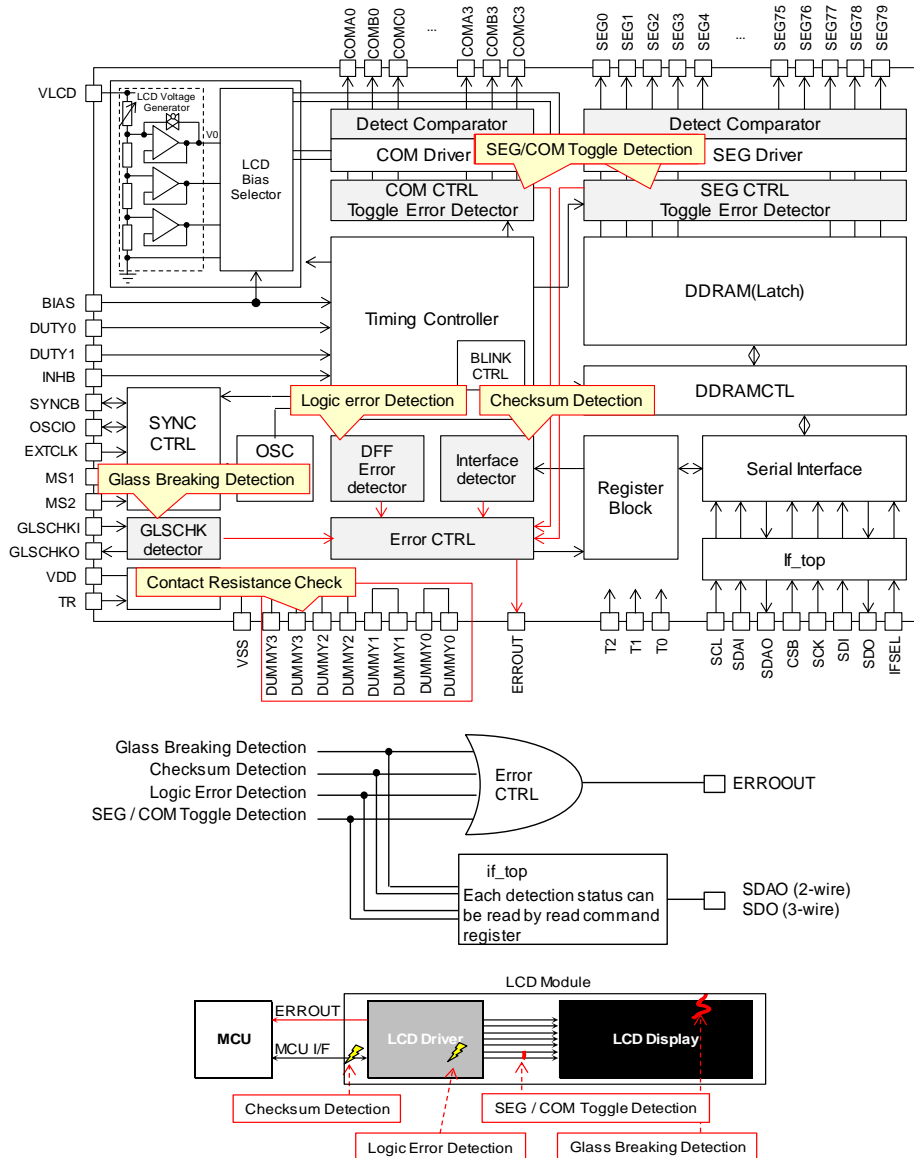 COMA0
COMB0
COMC0
...
COMA3
COMB3
COMC3
SEG0
SEG1
SEG2
SEG3
SEG4
...
SEG75
SEG76
SEG77
SEG78
SEG79
VLCD
LCD Voltage
Generator
V0
LCD
Bias
Selector
Detect Comparator
COM Driver
COM CTRL
Toggle Error Detector
SEG/COM Toggle Detection
Detect Comparator
SEG Driver
SEG CTRL
Toggle Error Detector
BIAS
DUTY0
DUTY1
INHB
SYNCB
OSCIO
EXTCLK
MS1
MS2
GLSCHKI
GLSCHKO
VDD
TR
Timing Controller
BLINK
CTRL
DDRAM(Latch)
DDRAMCTL
Logic error Detection
Checksum Detection
SYNC
CTRL
OSC
Glass Breaking Detection
DFF
Error
detector
Interface
detector
Register
Block
Serial Interface
GLSCHK
detector
Error CTRL
If_top
Contact Resistance Check
VSS
DUMMY3
DUMMY3
DUMMY2
DUMMY2
DUMMY1
DUMMY1
DUMMY0
DUMMY0
ERROUT
T2
T1
T0
SCL
SDAI
SDAO
CSB
SCK
SDI
SDO
IFSEL
Glass Breaking Detection
Checksum Detection
Logic Error Detection
SEG / COM Toggle Detection
Error
CTRL
ERROOUT
if_top
Each detection status can
be read by read command
register
SDAO (2-wire)
SDO (3-wire)
LCD Module
MCU
ERROUT
MCU I/F
LCD Driver
LCD Display
Checksum Detection
SEG / COM Toggle Detection
Logic Error Detection
Glass Breaking Detection